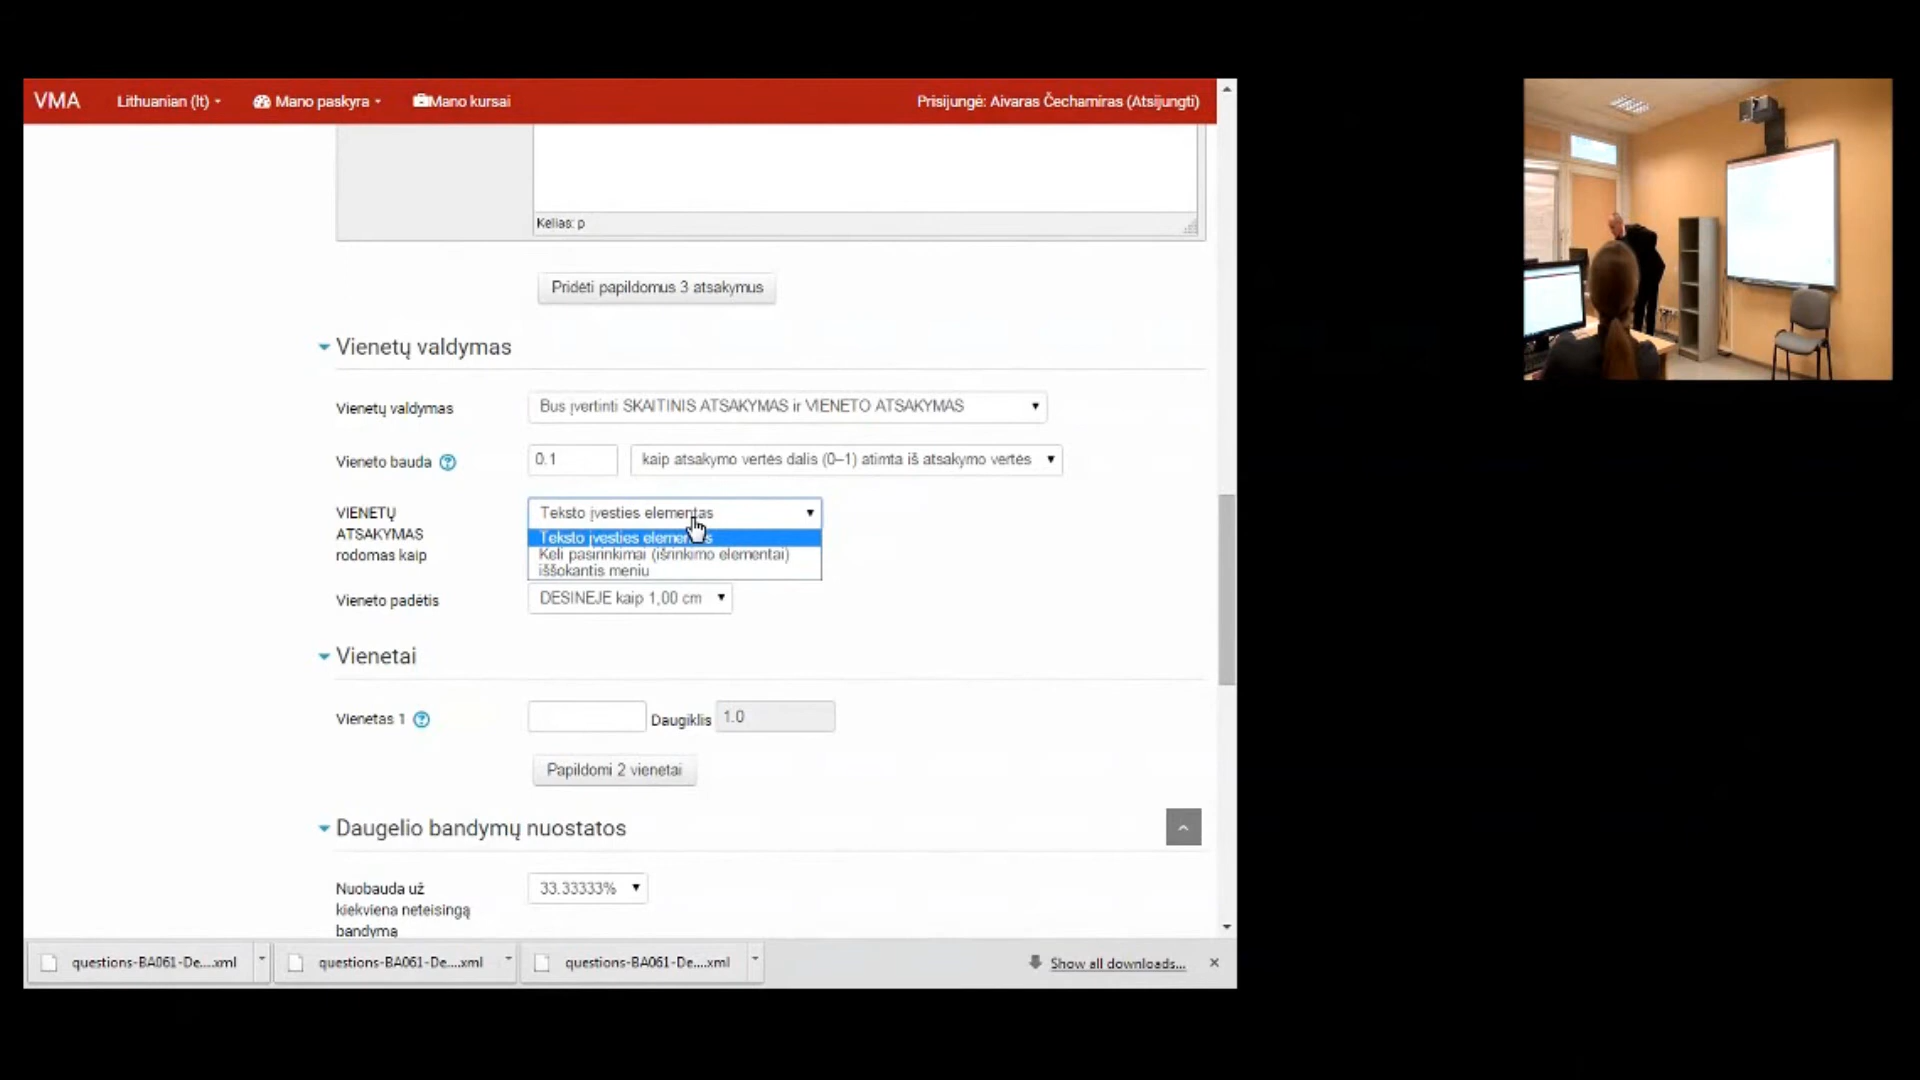 VMA Lithuanian (lt) Mano paskyra Mano kursai Prisijungė: Aivaras Čechamiras (Atsijungti)
Kelias: p
Pridėti papildomus 3 atsakymus
Vienetų valdymas
Vienetų valdymas Bus įvertinti SKAITINIS ATSAKYMAS ir VIENETO ATSAKYMAS
Vieneto bauda 0.1 kaip atsakymo vertės dalis (0–1) atimta iš atsakymo vertės
VIENETŲ
ATSAKYMAS
rodomas kaip
Teksto įvesties elementas
Teksto įvesties elementas
Keli pasirinkimai (išrinkimo elementai)
iššokantis meniu
Vieneto padėtis DEŠINĖJE kaip 1,00 cm
Vienetai
Vienetas 1 Daugiklis 1.0
Papildomi 2 vienetai
Daugelio bandymų nuostatos
Nuobauda už
kiekvieną neteisingą
bandymą
33.33333%
questions-BA061-De....xml questions-BA061-De....xml questions-BA061-De....xml Show all downloads...